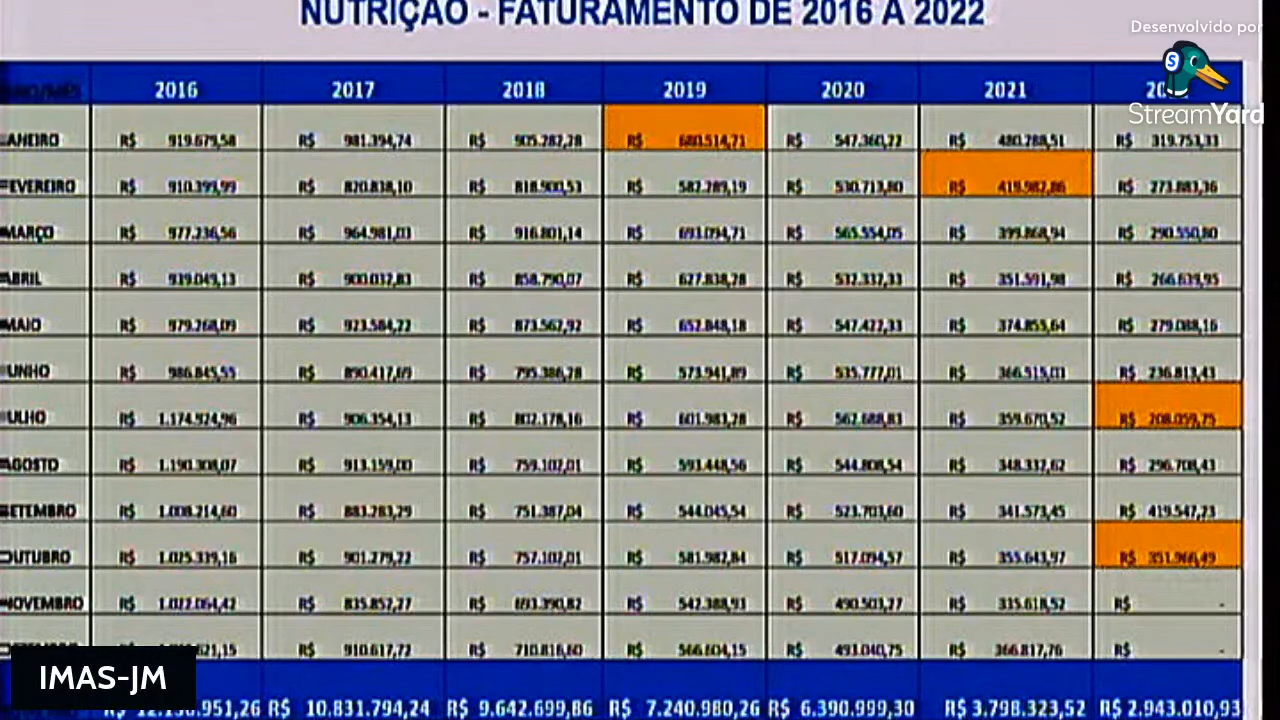 NUTRIÇÃO - FATURAMENTO DE 2016 A 2022
Desenvolvido por
StreamYard
2016 2017 2018 2019 2020 2021
JANEIRO R$ 919.679,58 R$ 981.394,74 R$ 905.282,28 R$ 680.514,71 R$ 547.360,22 R$ 480.288,51 R$ 319.753,33
FEVEREIRO R$ 910.399,99 R$ 820.838,10 R$ 818.900,53 R$ 582.289,19 R$ 530.713,80 R$ 419.982,86 R$ 273.883,36
MARÇO R$ 977.236,56 R$ 964.981,03 R$ 916.801,14 R$ 693.094,71 R$ 565.554,05 R$ 399.868,94 R$ 290.550,80
ABRIL R$ 939.049,13 R$ 900.032,83 R$ 858.790,07 R$ 627.838,28 R$ 532.332,33 R$ 351.591,98 R$ 266.639,95
MAIO R$ 979.268,09 R$ 923.584,22 R$ 873.562,92 R$ 652.848,18 R$ 547.422,33 R$ 374.855,64 R$ 279.088,16
JUNHO R$ 986.845,55 R$ 890.417,69 R$ 795.386,28 R$ 573.941,89 R$ 535.777,01 R$ 366.515,03 R$ 236.813,43
JULHO R$ 1.174.924,96 R$ 906.354,13 R$ 802.178,16 R$ 601.983,28 R$ 562.688,83 R$ 359.670,52 R$ 208.059,75
AGOSTO R$ 1.190.308,07 R$ 913.159,00 R$ 759.102,01 R$ 593.448,56 R$ 544.808,54 R$ 348.332,62 R$ 296.708,43
SETEMBRO R$ 1.008.214,60 R$ 883.283,29 R$ 751.387,04 R$ 544.045,54 R$ 523.703,60 R$ 341.573,45 R$ 419.547,23
OUTUBRO R$ 1.025.339,16 R$ 901.279,22 R$ 757.102,01 R$ 581.982,84 R$ 517.094,57 R$ 355.643,97 R$ 351.966,49
NOVEMBRO R$ 1.022.064,42 R$ 835.852,27 R$ 693.390,82 R$ 542.388,93 R$ 490.503,27 R$ 335.618,52 R$ -
621,15 R$ 910.617,72 R$ 710.816,60 R$ 566.604,15 R$ 493.040,75 R$ 366.817,76 R$ -
IMAS-JM
951,26 R$ 10.831.794,24 R$ 9.642.699,86 R$ 7.240.980,26 R$ 6.390.999,30 R$ 3.798.323,52 R$ 2.943.010,93